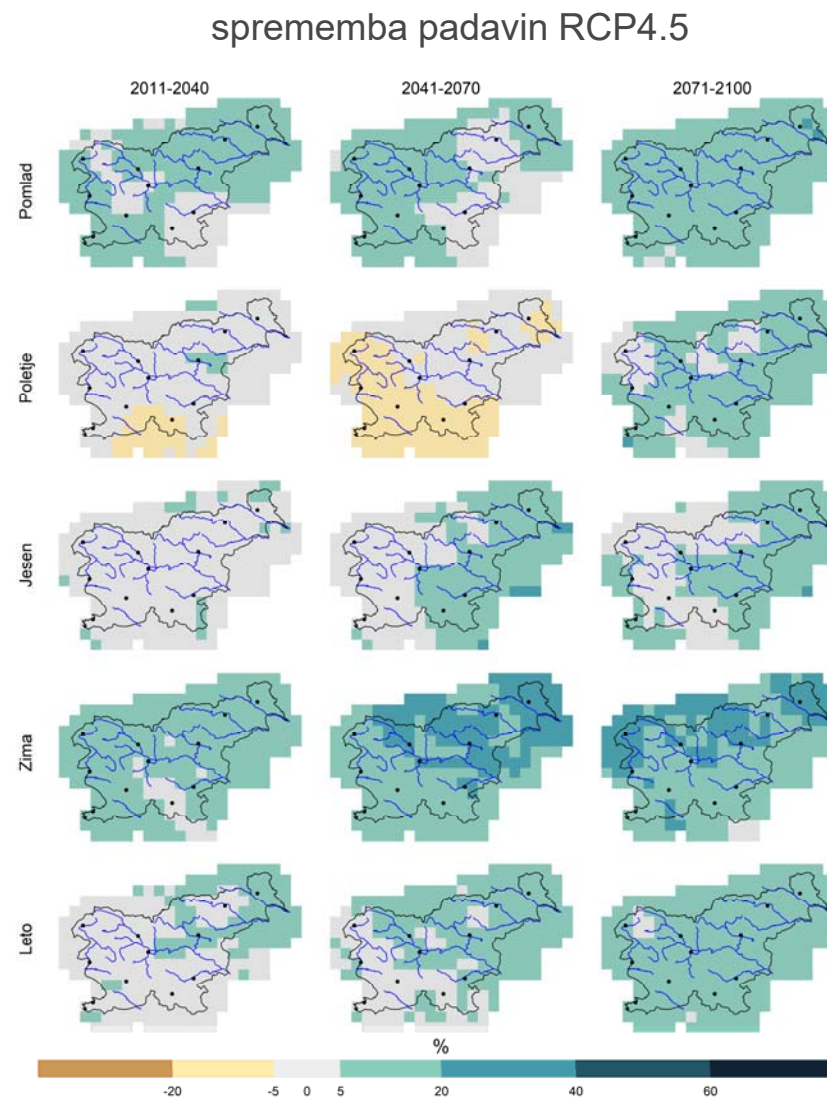 sprememba padavin RCP4.5
2011-2040 2041-2070 2071-2100
Pomlad
Poletje
Jesen
Zima
Leto
%
-20 -5 0 5 20 40 60